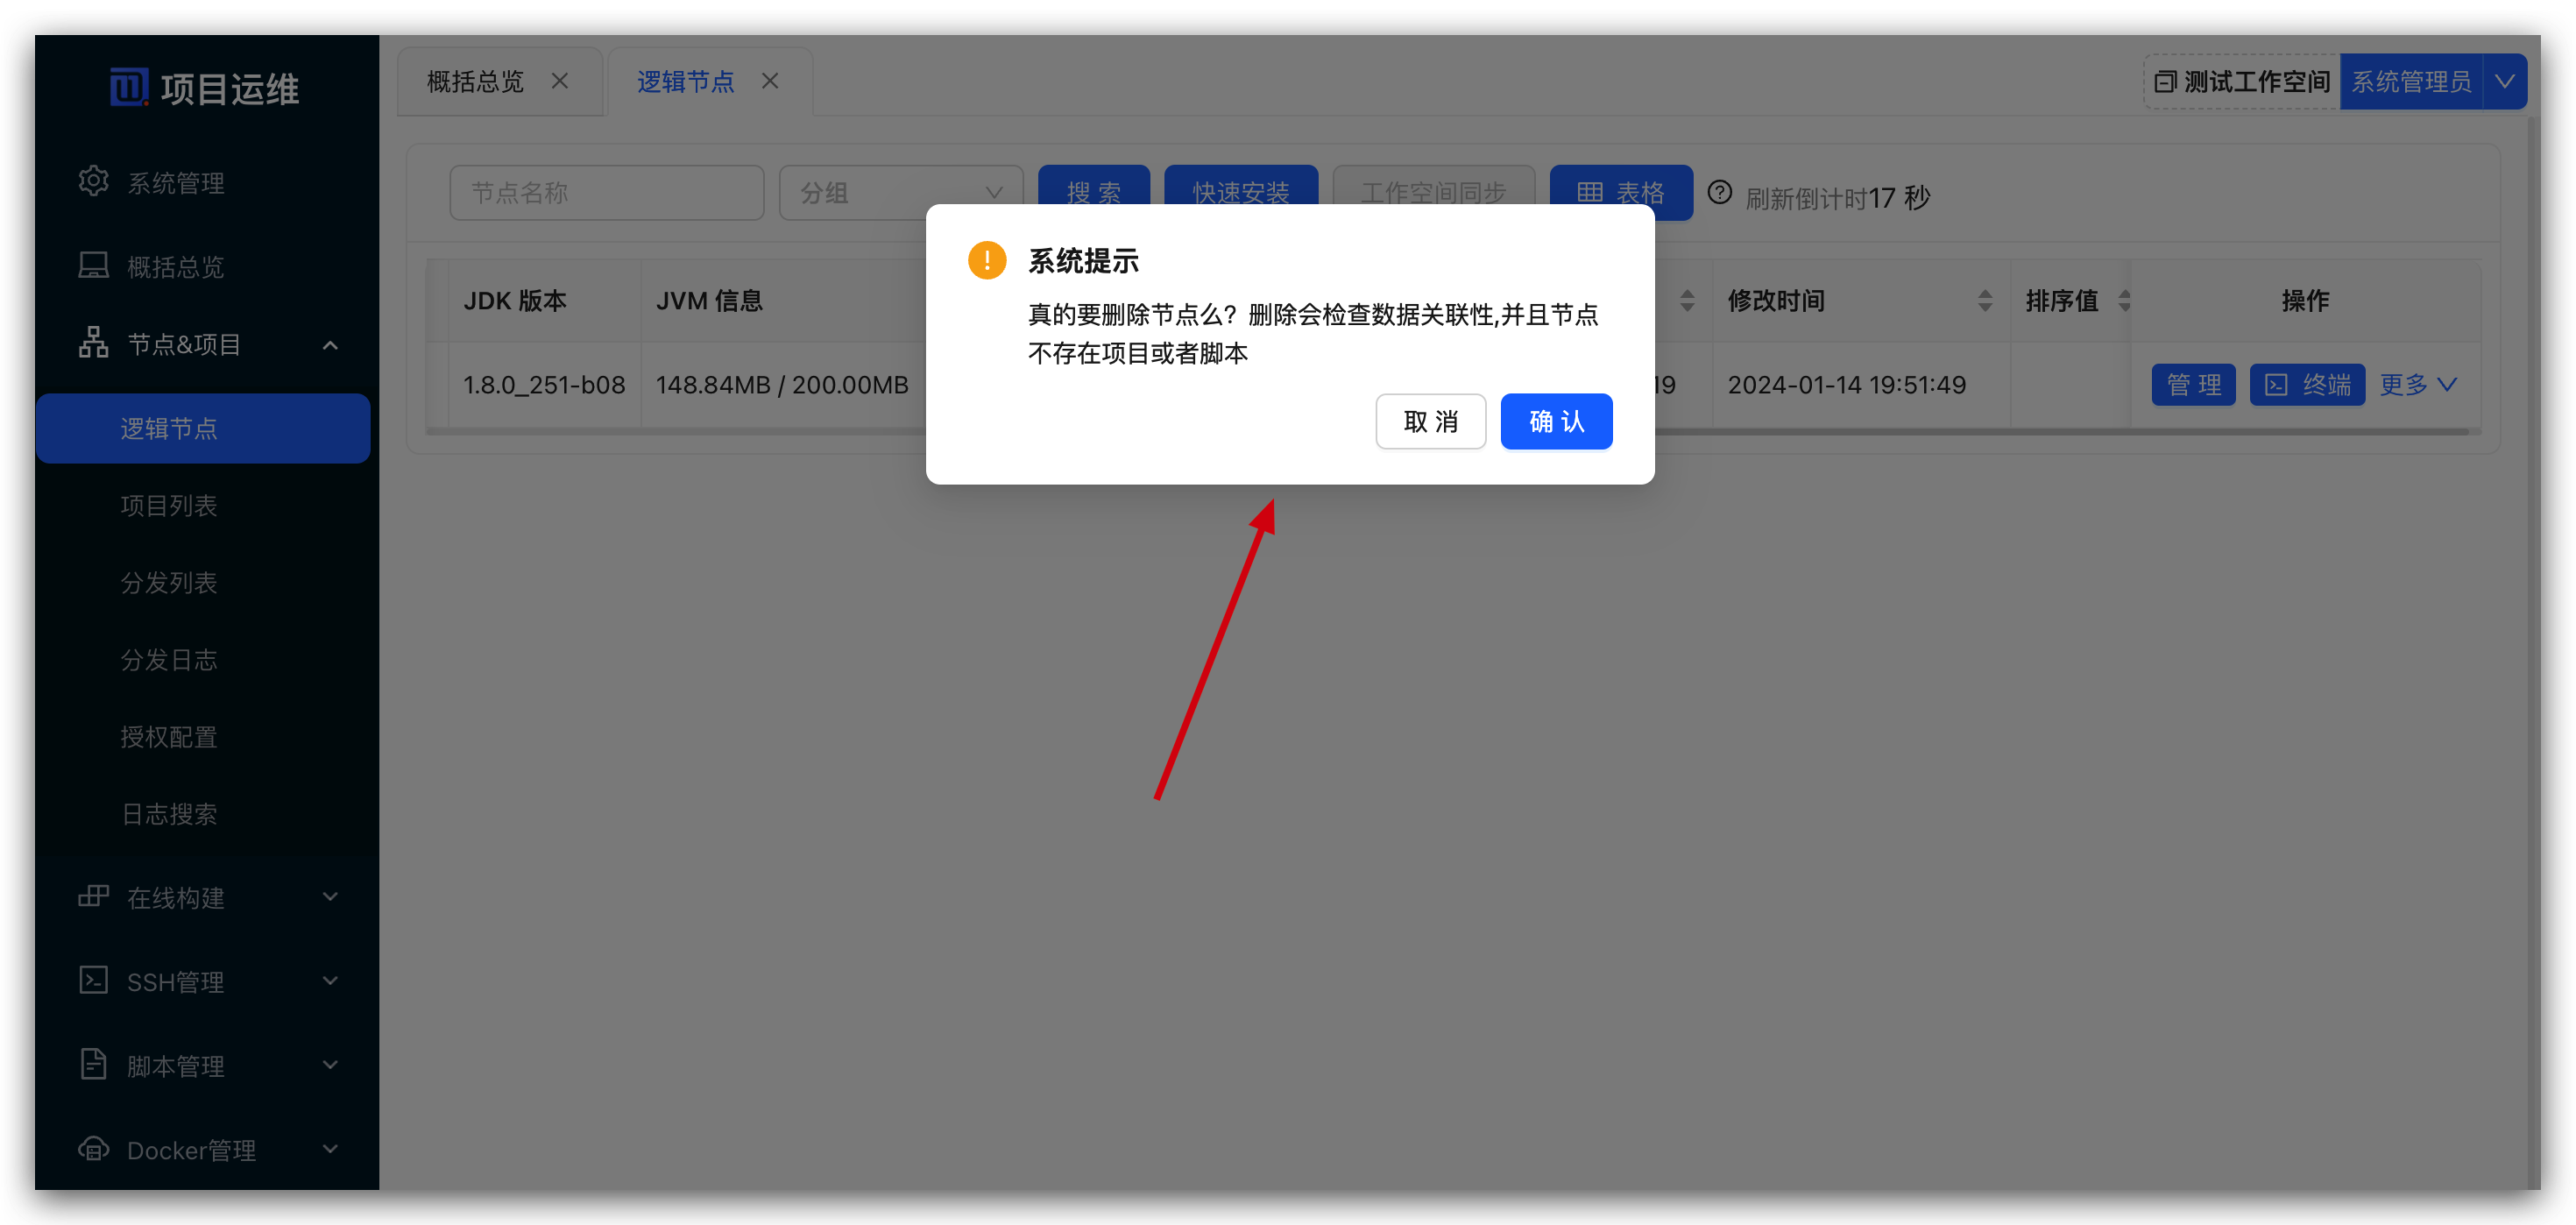 项目运维
系统管理
概括总览
节点&项目
逻辑节点
项目列表
分发列表
分发日志
授权配置
日志搜索
在线构建
SSH管理
脚本管理
Docker管理
概括总览
逻辑节点
测试工作空间
系统管理员
节点名称
分组
搜 索
快速安装
工作空间同步
表格
刷新倒计时17 秒
JDK 版本
JVM 信息
修改时间
排序值
操作
1.8.0_251-b08
148.84MB / 200.00MB
19
2024-01-14 19:51:49
管 理
终端
更多
系统提示
真的要删除节点么？删除会检查数据关联性,并且节点
不存在项目或者脚本
取 消
确 认